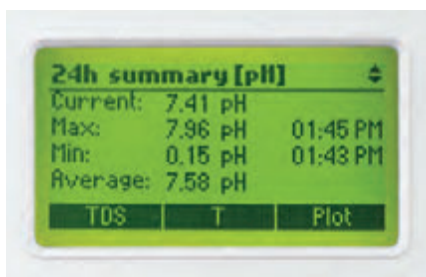 24h summary [pH]
Current: 7.41 pH
Max: 7.96 pH 01:45 PM
Min: 0.15 pH 01:43 PM
Average: 7.58 pH
TDS T Plot